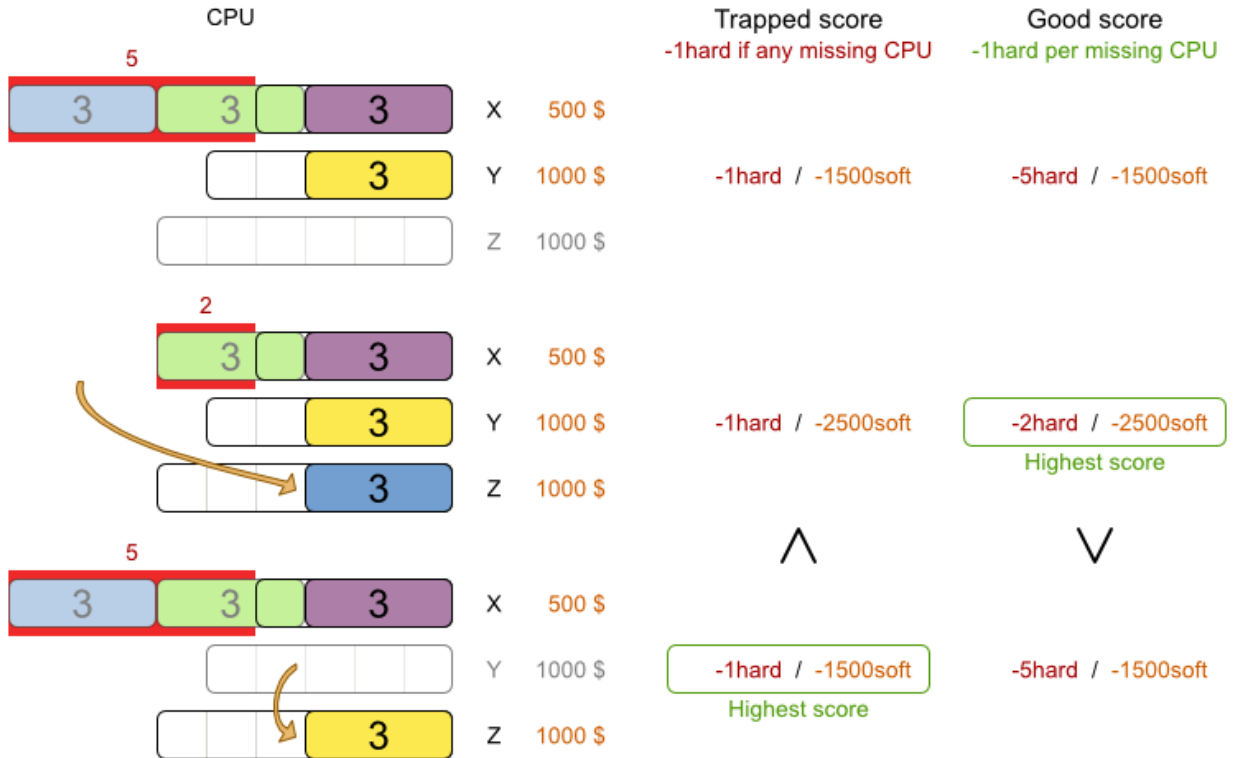 CPU Trapped score Good score
-1hard if any missing CPU -1hard per missing CPU
5
3 3 3 X 500 $
3 Y 1000 $ -1hard / -1500soft -5hard / -1500soft
Z 1000 $
2
3 3 X 500 $
3 Y 1000 $ -1hard / -2500soft -2hard / -2500soft
Highest score
3 Z 1000 $
5
3 3 3 X 500 $
Y 1000 $ -1hard / -1500soft -5hard / -1500soft
Highest score
3 Z 1000 $